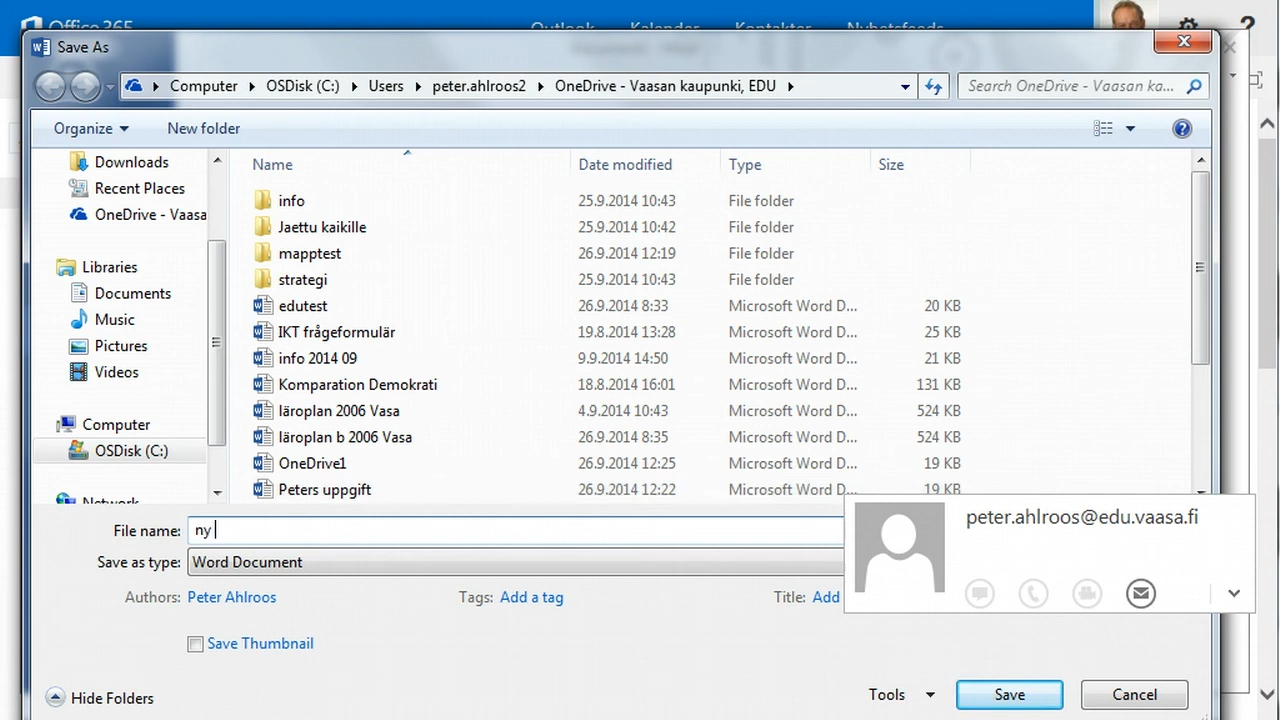 Office 365
Outlook Kalender Kontakter Nyhetsfeeds
?
Save As
Computer OSDisk (C:) Users peter.ahlroos2 OneDrive - Vaasan kaupunki, EDU
Search OneDrive - Vaasan ka...
Organize New folder
Downloads
Recent Places
OneDrive - Vaasa
Libraries
Documents
Music
Pictures
Videos
Computer
OSDisk (C:)
Network
Name Date modified Type Size
info 25.9.2014 10:43 File folder
Jaettu kaikille 25.9.2014 10:42 File folder
mapptest 26.9.2014 12:19 File folder
strategi 25.9.2014 10:43 File folder
edutest 26.9.2014 8:33 Microsoft Word D... 20 KB
IKT frågeformulär 19.8.2014 13:28 Microsoft Word D... 25 KB
info 2014 09 9.9.2014 14:50 Microsoft Word D... 21 KB
Komparation Demokrati 18.8.2014 16:01 Microsoft Word D... 131 KB
läroplan 2006 Vasa 4.9.2014 10:43 Microsoft Word D... 524 KB
läroplan b 2006 Vasa 26.9.2014 8:35 Microsoft Word D... 524 KB
OneDrive1 26.9.2014 12:25 Microsoft Word D... 19 KB
Peters uppgift 26.9.2014 12:22 Microsoft Word D... 19 KB
File name: ny
Save as type: Word Document
Authors: Peter Ahlroos Tags: Add a tag Title: Add
peter.ahlroos@edu.vaasa.fi
Save Thumbnail
Hide Folders Tools Save Cancel